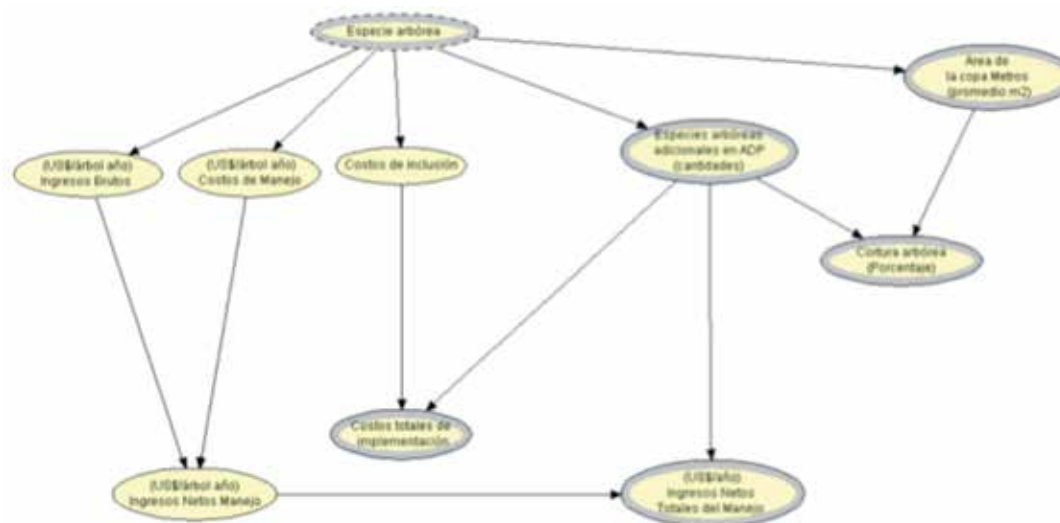 Especie arbórea
Área de
la copa Metros
(promedio m2)
Especies arbóreas
adicionales en ADP
(cantidades)
(US$/árbol año)
Ingresos Brutos
(US$/árbol año)
Costos de Manejo
Costos de inclusión
Cortura arbórea
(Porcentaje)
Costos totales de
implementación
(US$/árbol año)
Ingresos Netos Manejo
(US$/año)
Ingresos Netos
Totales del Manejo